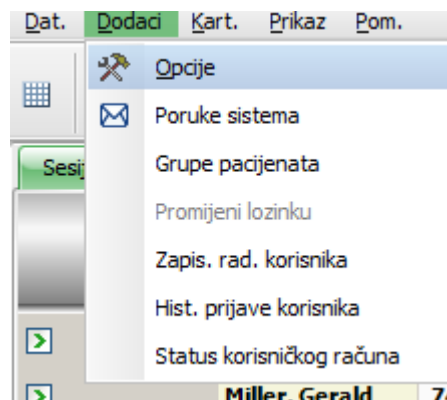 Dat. Dodaci Kart. Prikaz Pom.
Opcije
Poruke sistema
Sesij
Grupe pacijenata
Promijeni lozinku
Zapis. rad. korisnika
Hist. prijave korisnika
Status korisničkog računa
Miller, Gerald